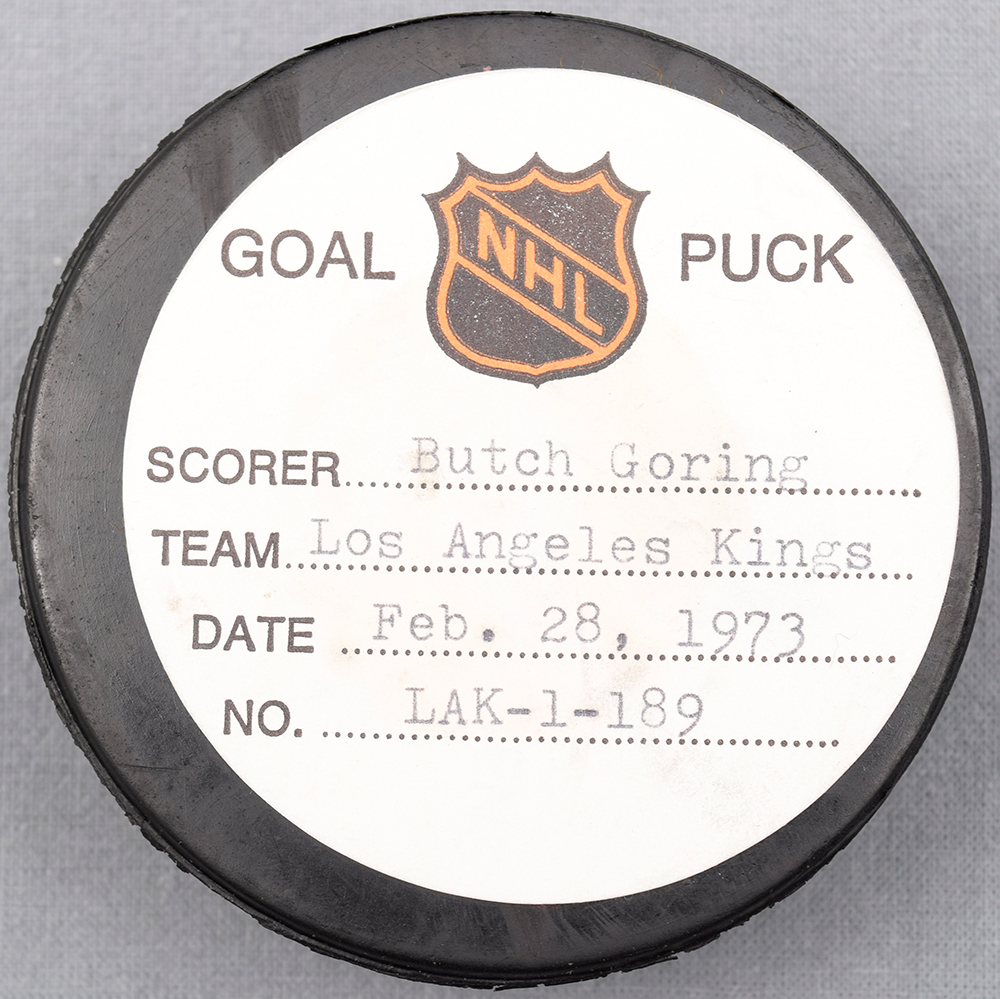 GOAL NHL PUCK
SCORER Butch Goring
TEAM Los Angeles Kings
DATE Feb. 28, 1973
NO. LAK-1-189